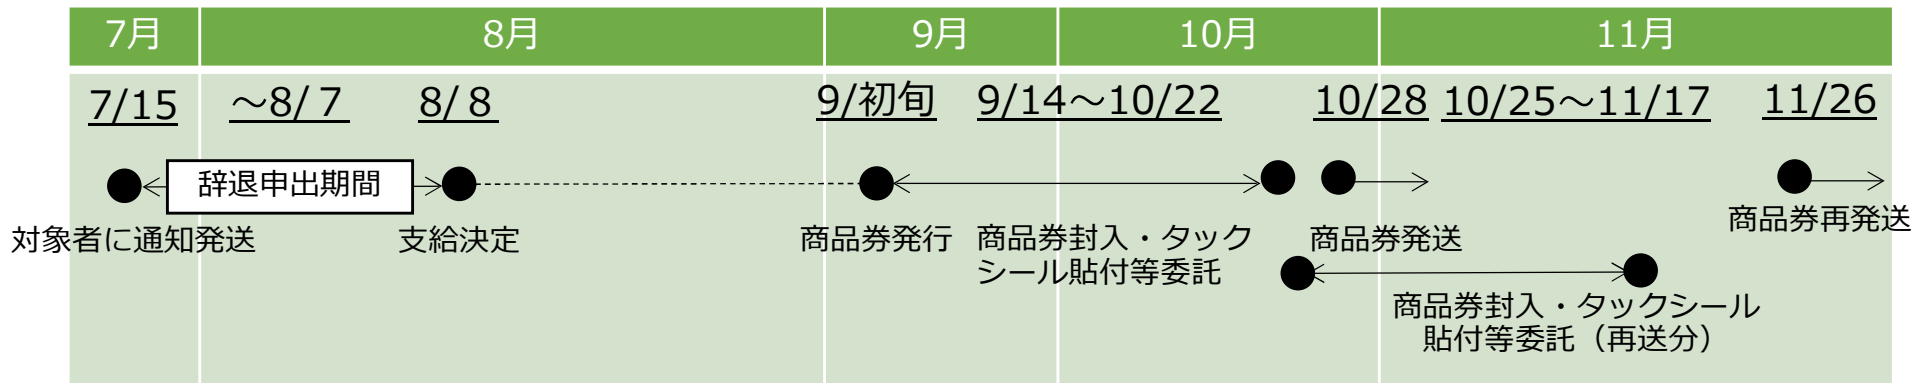 7月
8月
9月
10月
11月
7/15
～8/７
8/８
9/初旬
9/14～10/22
10/28
10/25～11/17
11/26
辞退申出期間
対象者に通知発送
支給決定
商品券発行
商品券封入・タック
シール貼付等委託
商品券発送
商品券再発送
商品券封入・タックシール
貼付等委託（再送分）